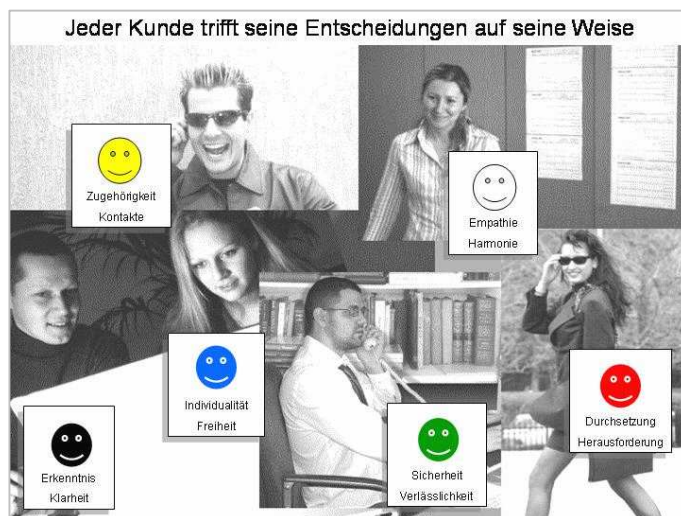 Jeder Kunde trifft seine Entscheidungen auf seine Weise
Zugehörigkeit
Kontakte
Empathie
Harmonie
Individualität
Freiheit
Durchsetzung
Herausforderung
Erkenntnis
Klarheit
Sicherheit
Verlässlichkeit